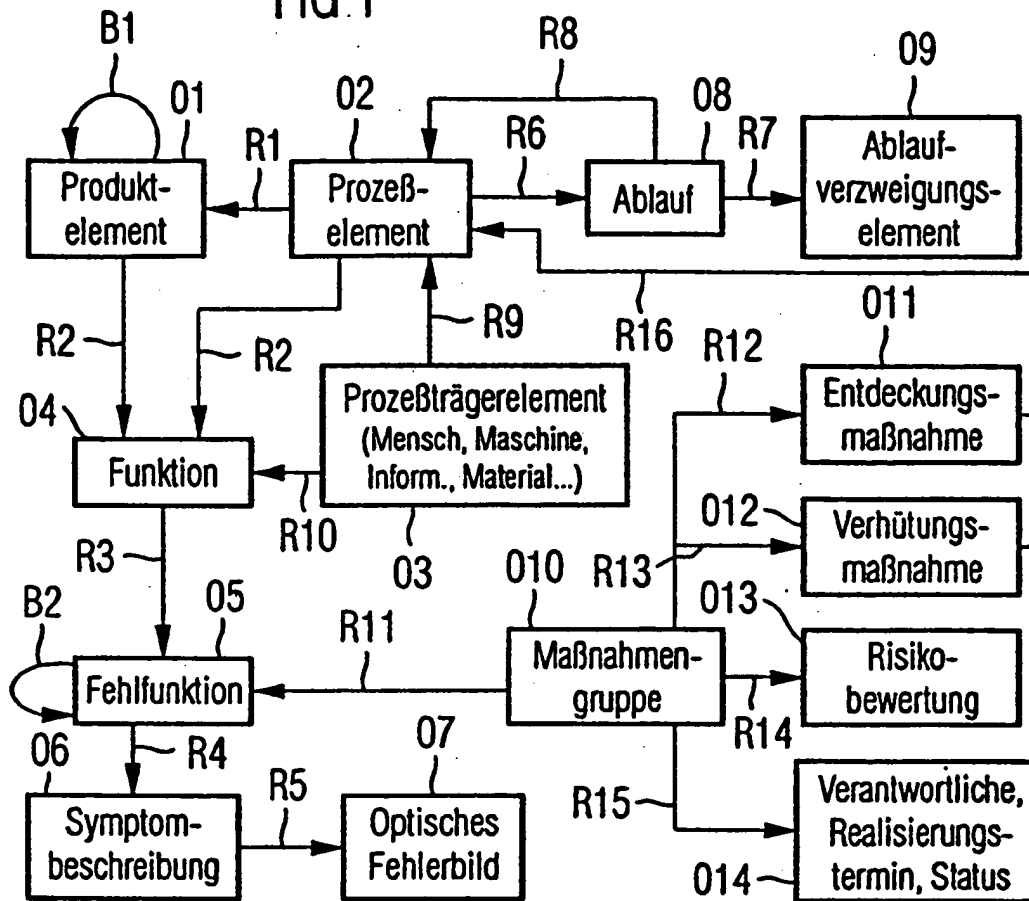 FIG 1
B1
R8
09
01
02
08
R1
R6
R7
Produkt-
element
Prozeß-
element
Ablauf
Ablauf-
verzweigungs-
element
R2
R2
R9
R16
011
R12
04
Prozeßträgerelement
(Mensch, Maschine,
Inform., Material...)
Entdeckungs-
maßnahme
Funktion
R10
03
012
R3
R13
Verhütungs-
maßnahme
010
05
B2
R11
013
Fehlfunktion
Maßnahmen-
gruppe
Risiko-
bewertung
R14
06
R4
07
R5
R15
Symptom-
beschreibung
Optisches
Fehlerbild
Verantwortliche,
Realisierungs-
termin, Status
014